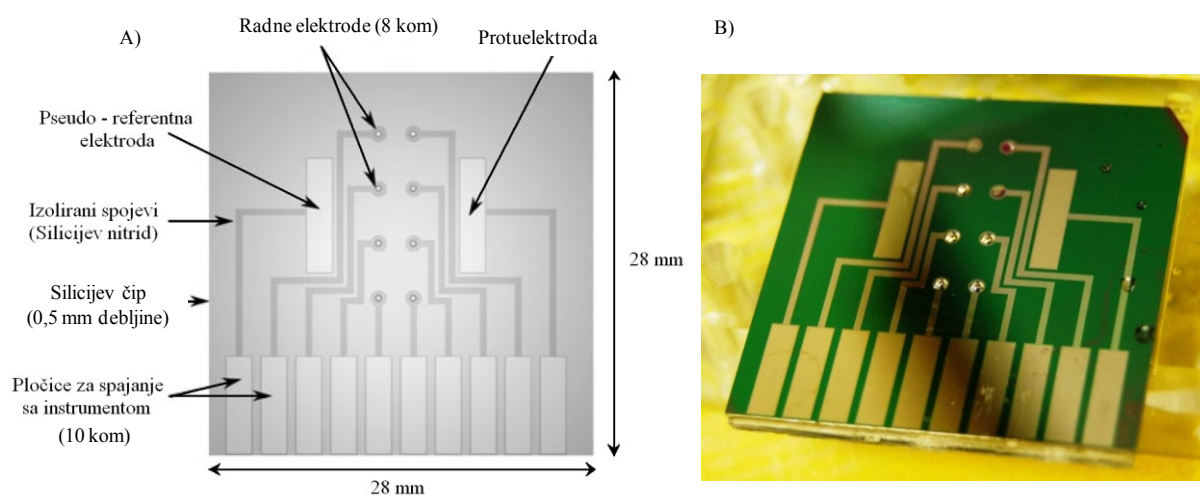 A)
Radne elektrode (8 kom)
Protuelektroda
B)
Pseudo - referentna
elektroda
Izolirani spojevi
(Silicijev nitrid)
28 mm
Silicijev čip
(0,5 mm debljine)
Pločice za spajanje
sa instrumentom
(10 kom)
28 mm